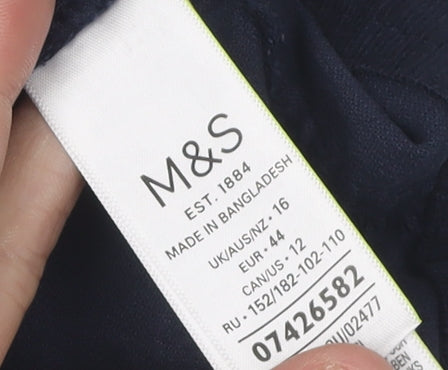 M&S
EST. 1884
MADE IN BANGLADESH
UK/AUS/NZ • 16
EUR • 44
CAN/US • 12
RU • 152/182-102-110
07426582
/02477